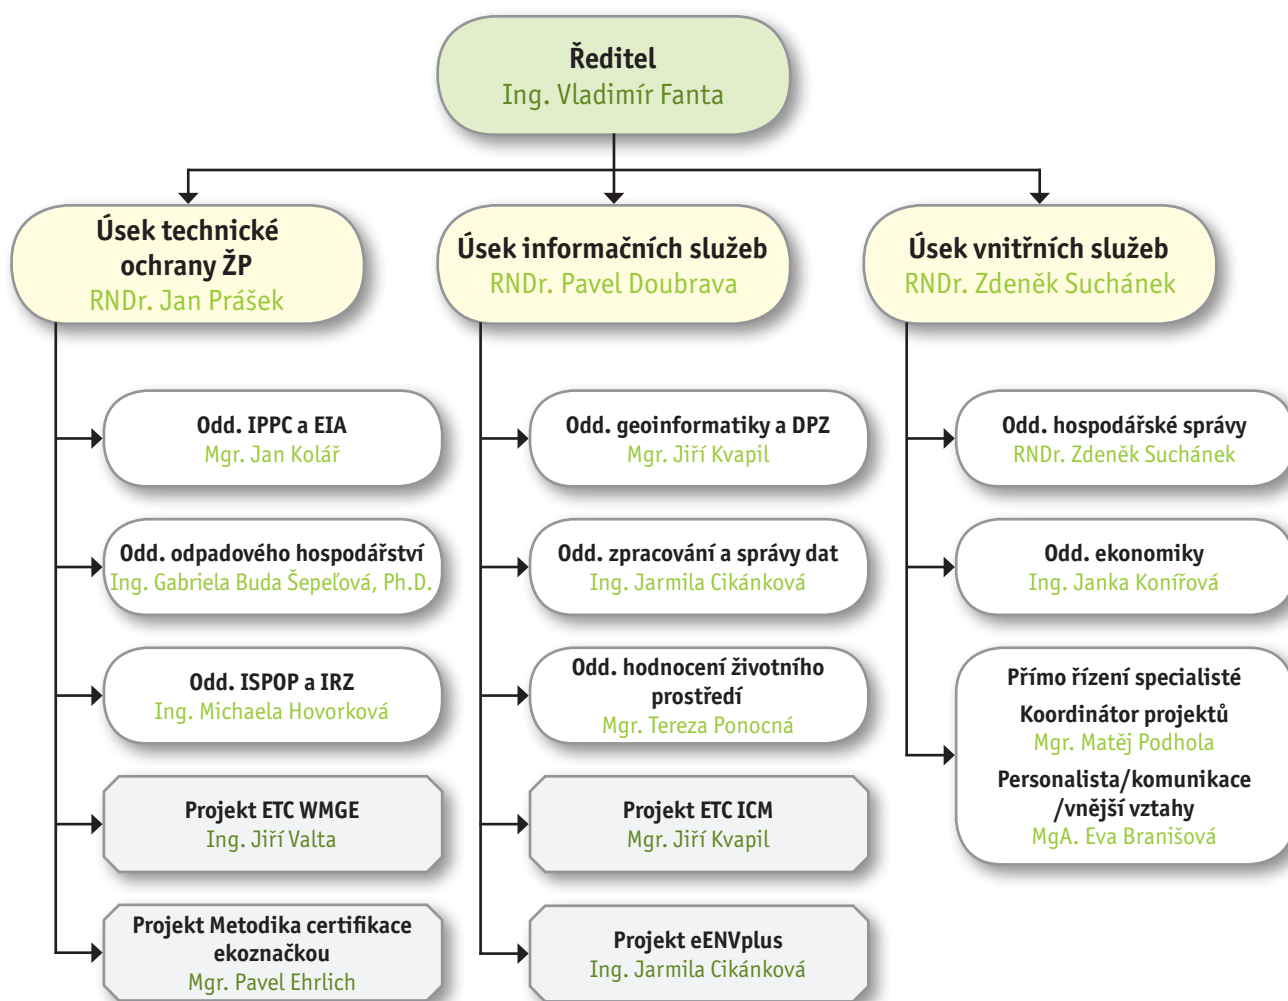 Ředitel
Ing. Vladimír Fanta
Úsek technické
ochrany ŽP
RNDr. Jan Prášek
Odd. IPPC a EIA
Mgr. Jan Kolář
Odd. odpadového hospodářství
Ing. Gabriela Buda Šepeľová, Ph.D.
Odd. ISPOP a IRZ
Ing. Michaela Hovorková
Projekt ETC WMGE
Ing. Jiří Valta
Projekt Metodika certifikace
ekoznačkou
Mgr. Pavel Ehrlich
Úsek informačních služeb
RNDr. Pavel Doubrava
Odd. geoinformatiky a DPZ
Mgr. Jiří Kvapil
Odd. zpracování a správy dat
Ing. Jarmila Cikánková
Odd. hodnocení životního
prostředí
Mgr. Tereza Ponocná
Projekt ETC ICM
Mgr. Jiří Kvapil
Projekt eENVplus
Ing. Jarmila Cikánková
Úsek vnitřních služeb
RNDr. Zdeněk Suchánek
Odd. hospodářské správy
RNDr. Zdeněk Suchánek
Odd. ekonomiky
Ing. Janka Konířová
Přímo řízení specialisté
Koordinátor projektů
Mgr. Matěj Podhola
Personalista/komunikace
/vnější vztahy
MgA. Eva Branišová